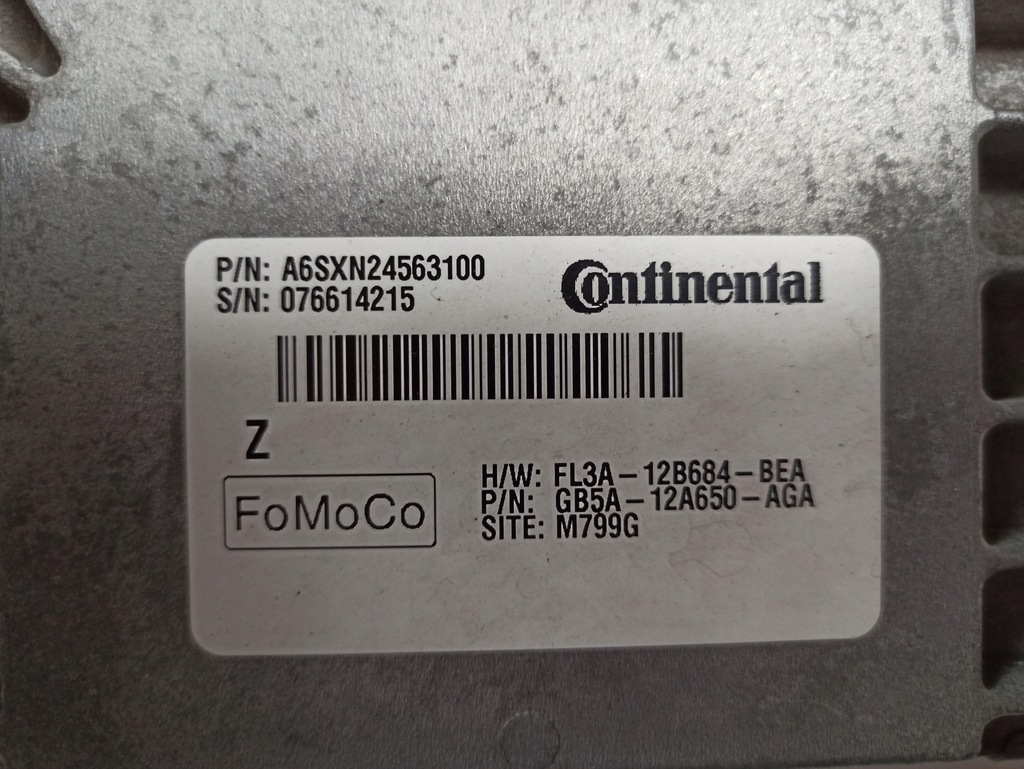 P/N: A6SXN24563100
S/N: 076614215
Continental
Z
FoMoCo
H/W: FL3A-12B684-BEA
P/N: GB5A-12A650-AGA
SITE: M799G